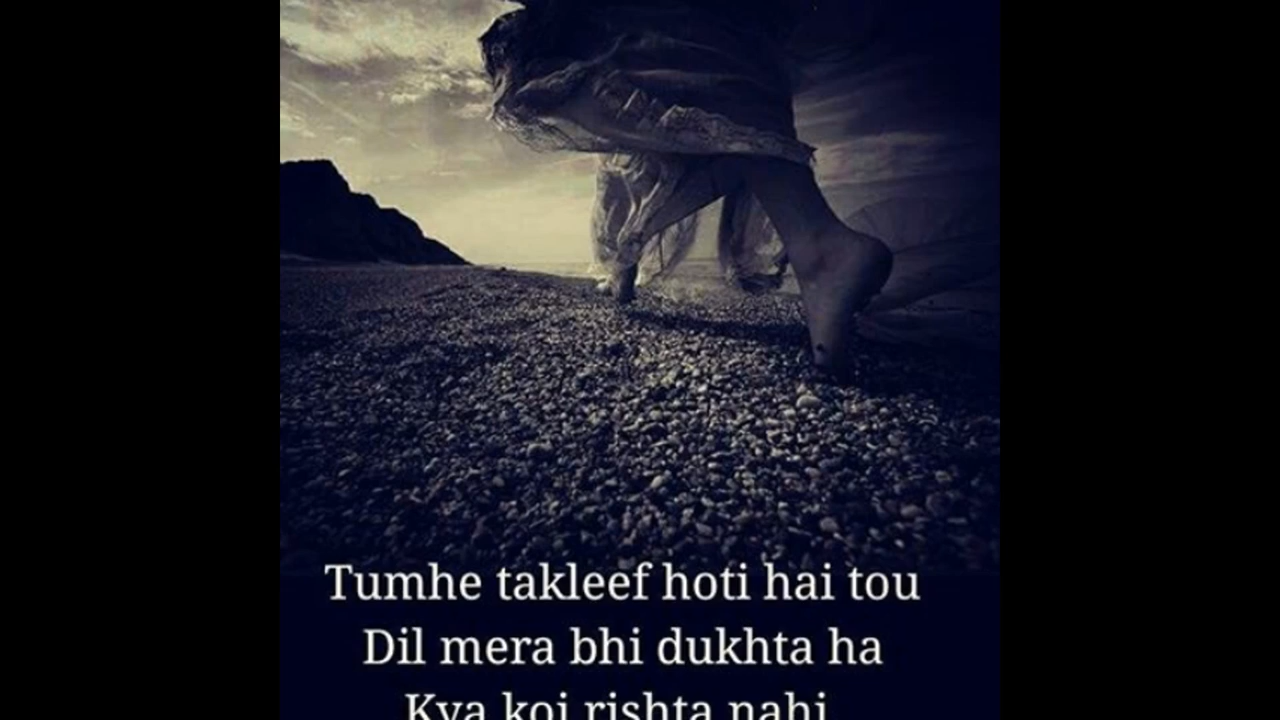 Tumhe takleef hoti hai tou
Dil mera bhi dukhta ha
Kya koi rishta nahi